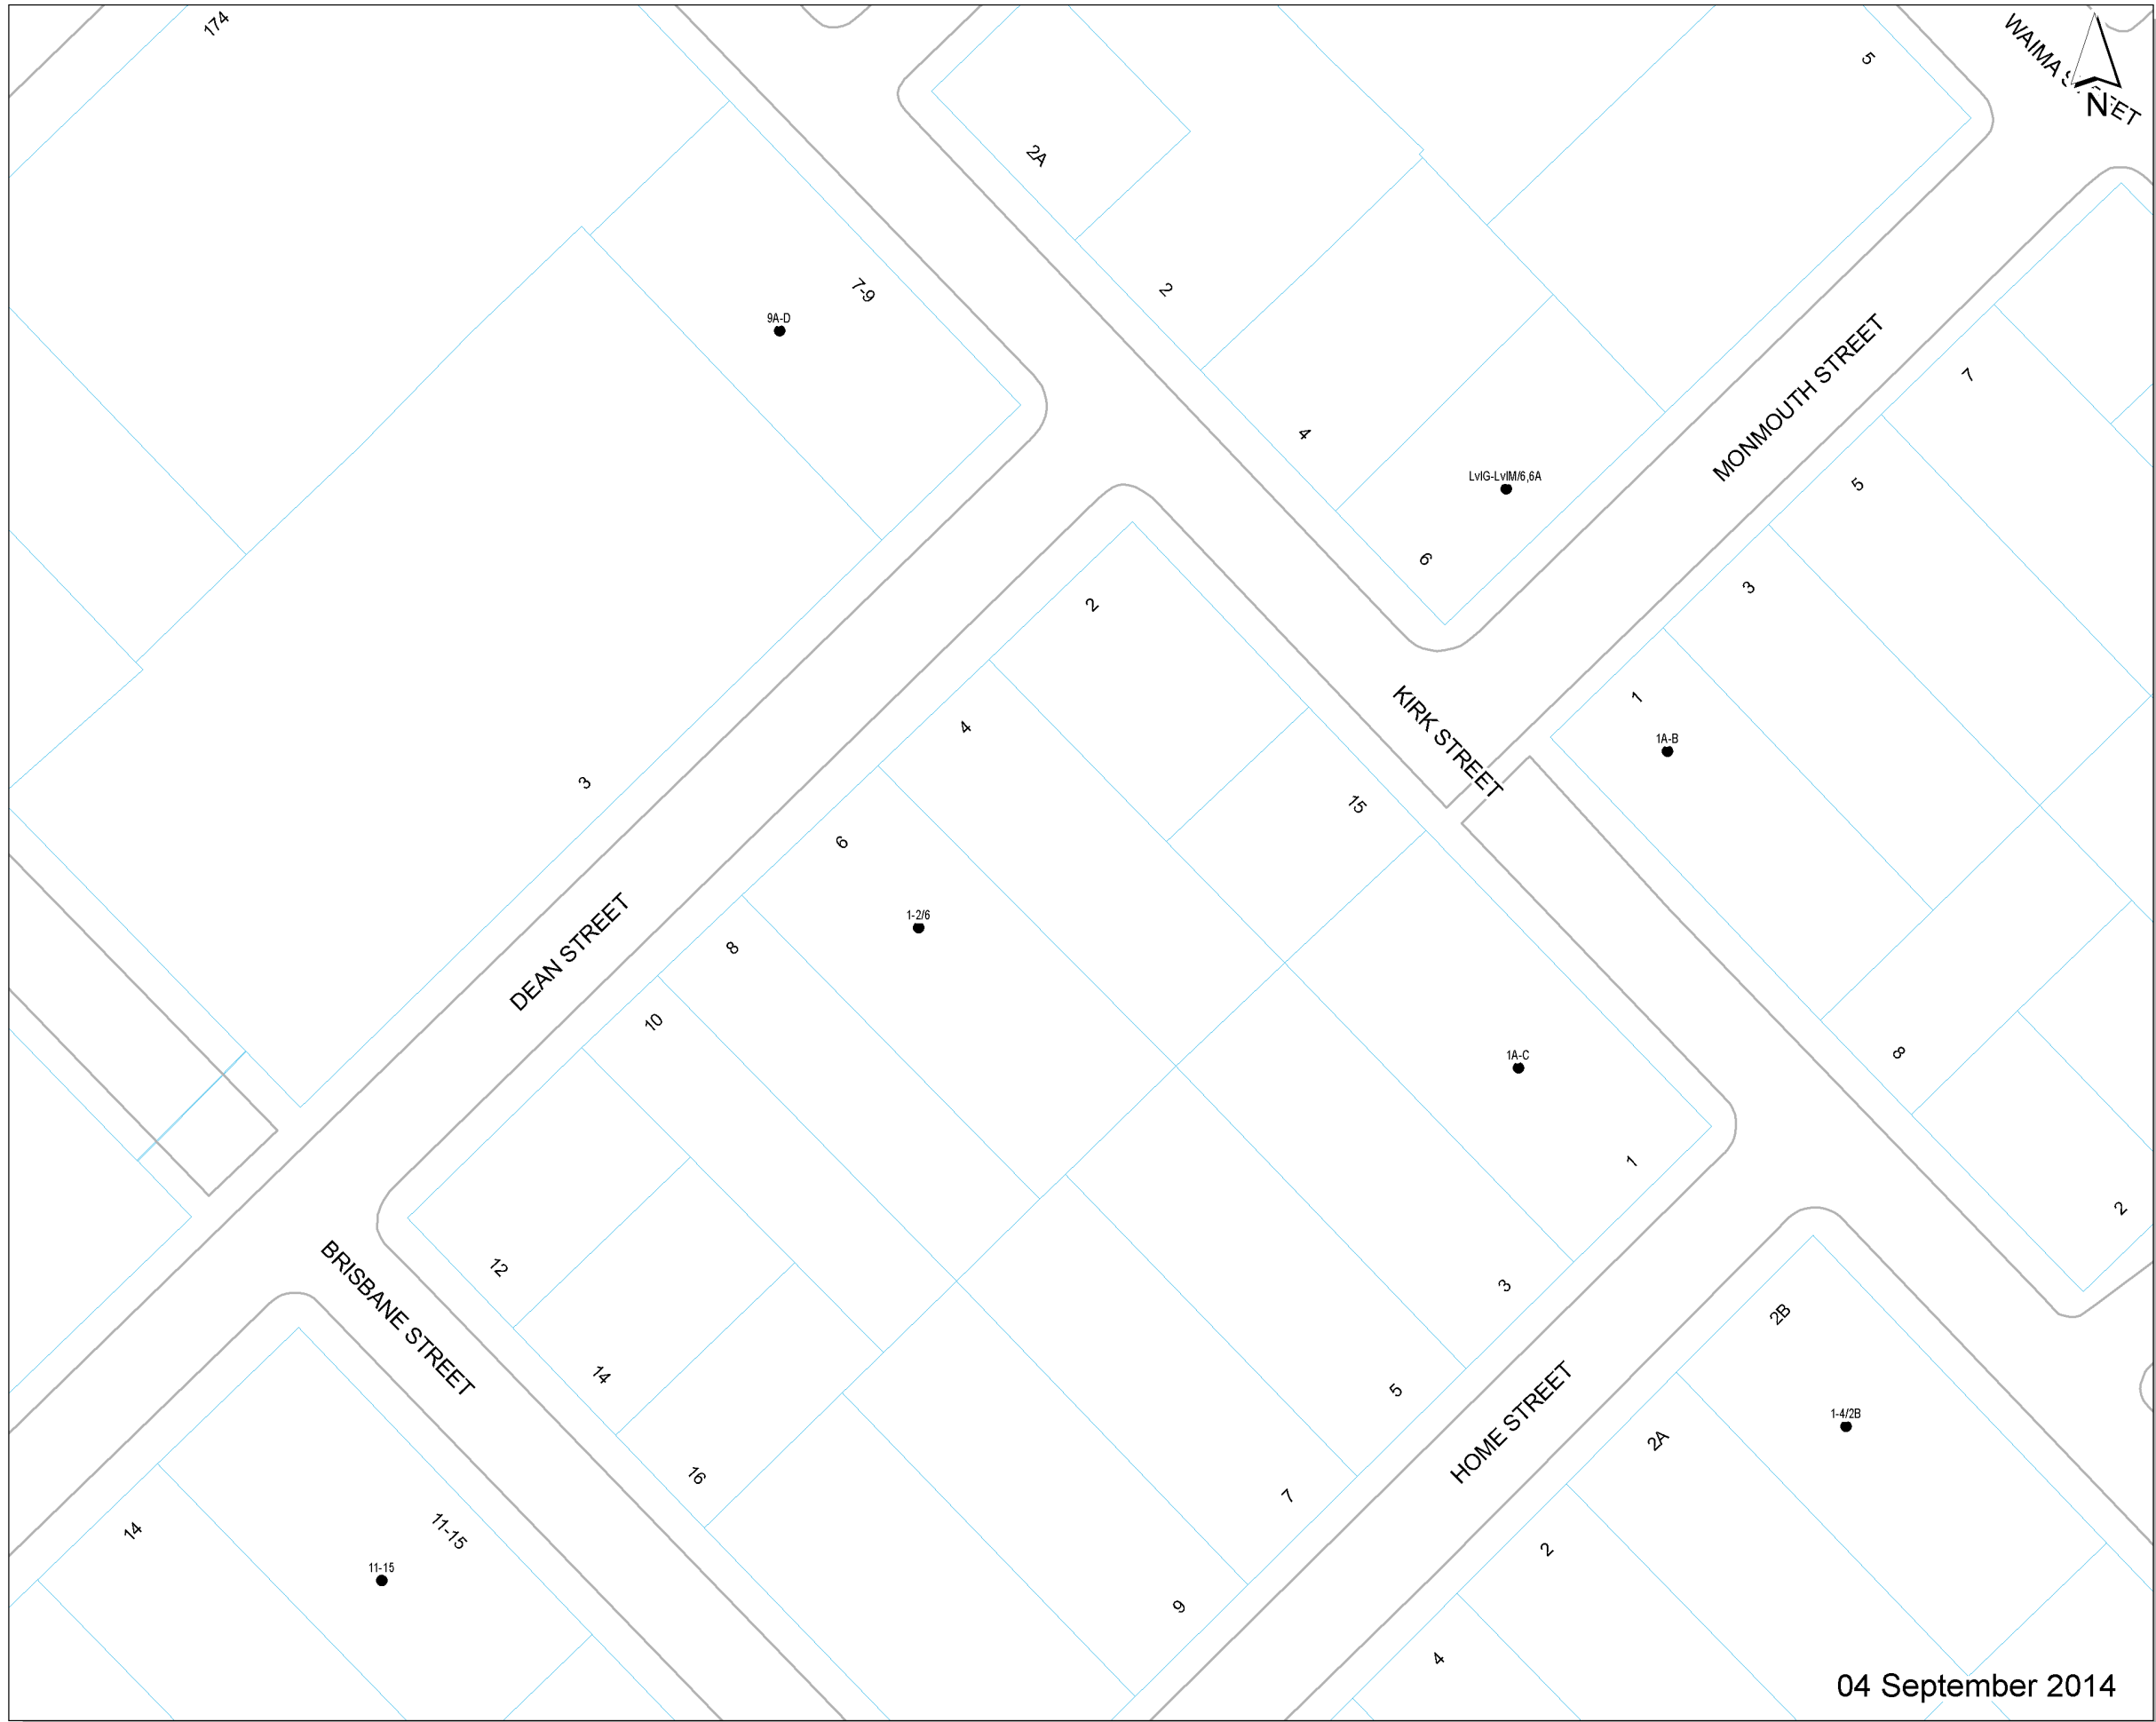 174
5
WAIMA STREET
N
2A
2
7-9
9A-D
MONMOUTH STREET
7
4
LvlG-LvlM/6,6A
5
6
3
2
1
KIRK STREET
1A-B
4
3
15
6
1-2/6
8
DEAN STREET
10
1A-C
8
1
2
12
BRISBANE STREET
3
2B
14
5
HOME STREET
1-4/2B
2A
16
7
14
11-15
2
11-15
9
4
04 September 2014